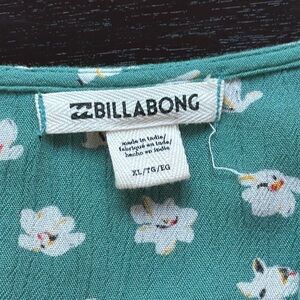 BILLABONG
made in India/
fabriqué en Inde/
hecho en India
XL/TG/EG